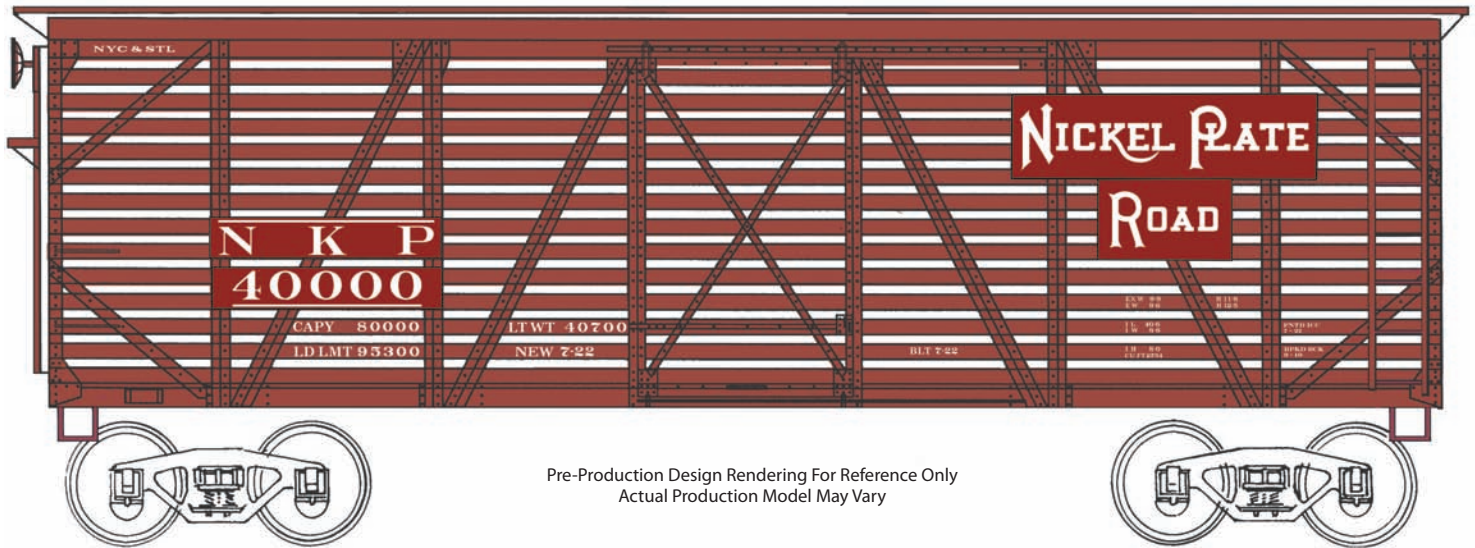 NYC & STL
NICKEL PLATE
ROAD
N K P
40000
CAPY 80000
LD LMT 95300
LT WT 40700
NEW 7-22
BLT 7-22
Pre-Production Design Rendering For Reference Only
Actual Production Model May Vary